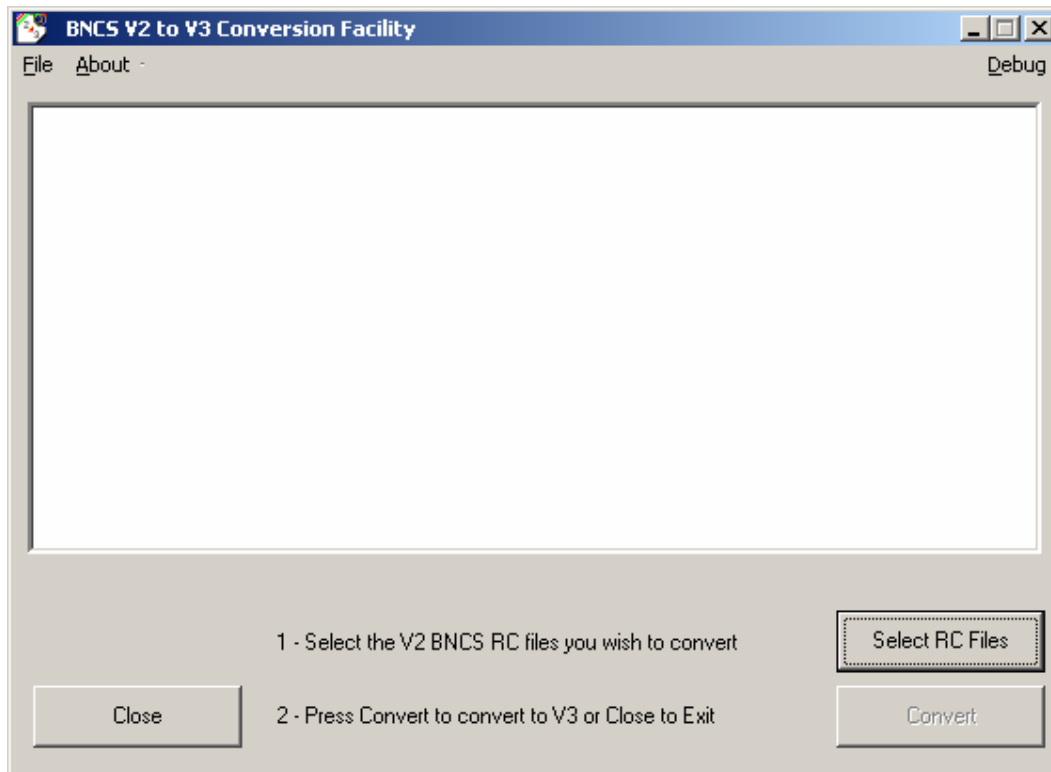 BNCS V2 to V3 Conversion Facility
File About Debug
1 - Select the V2 BNCS RC files you wish to convert
Select RC Files
Close
2 - Press Convert to convert to V3 or Close to Exit
Convert